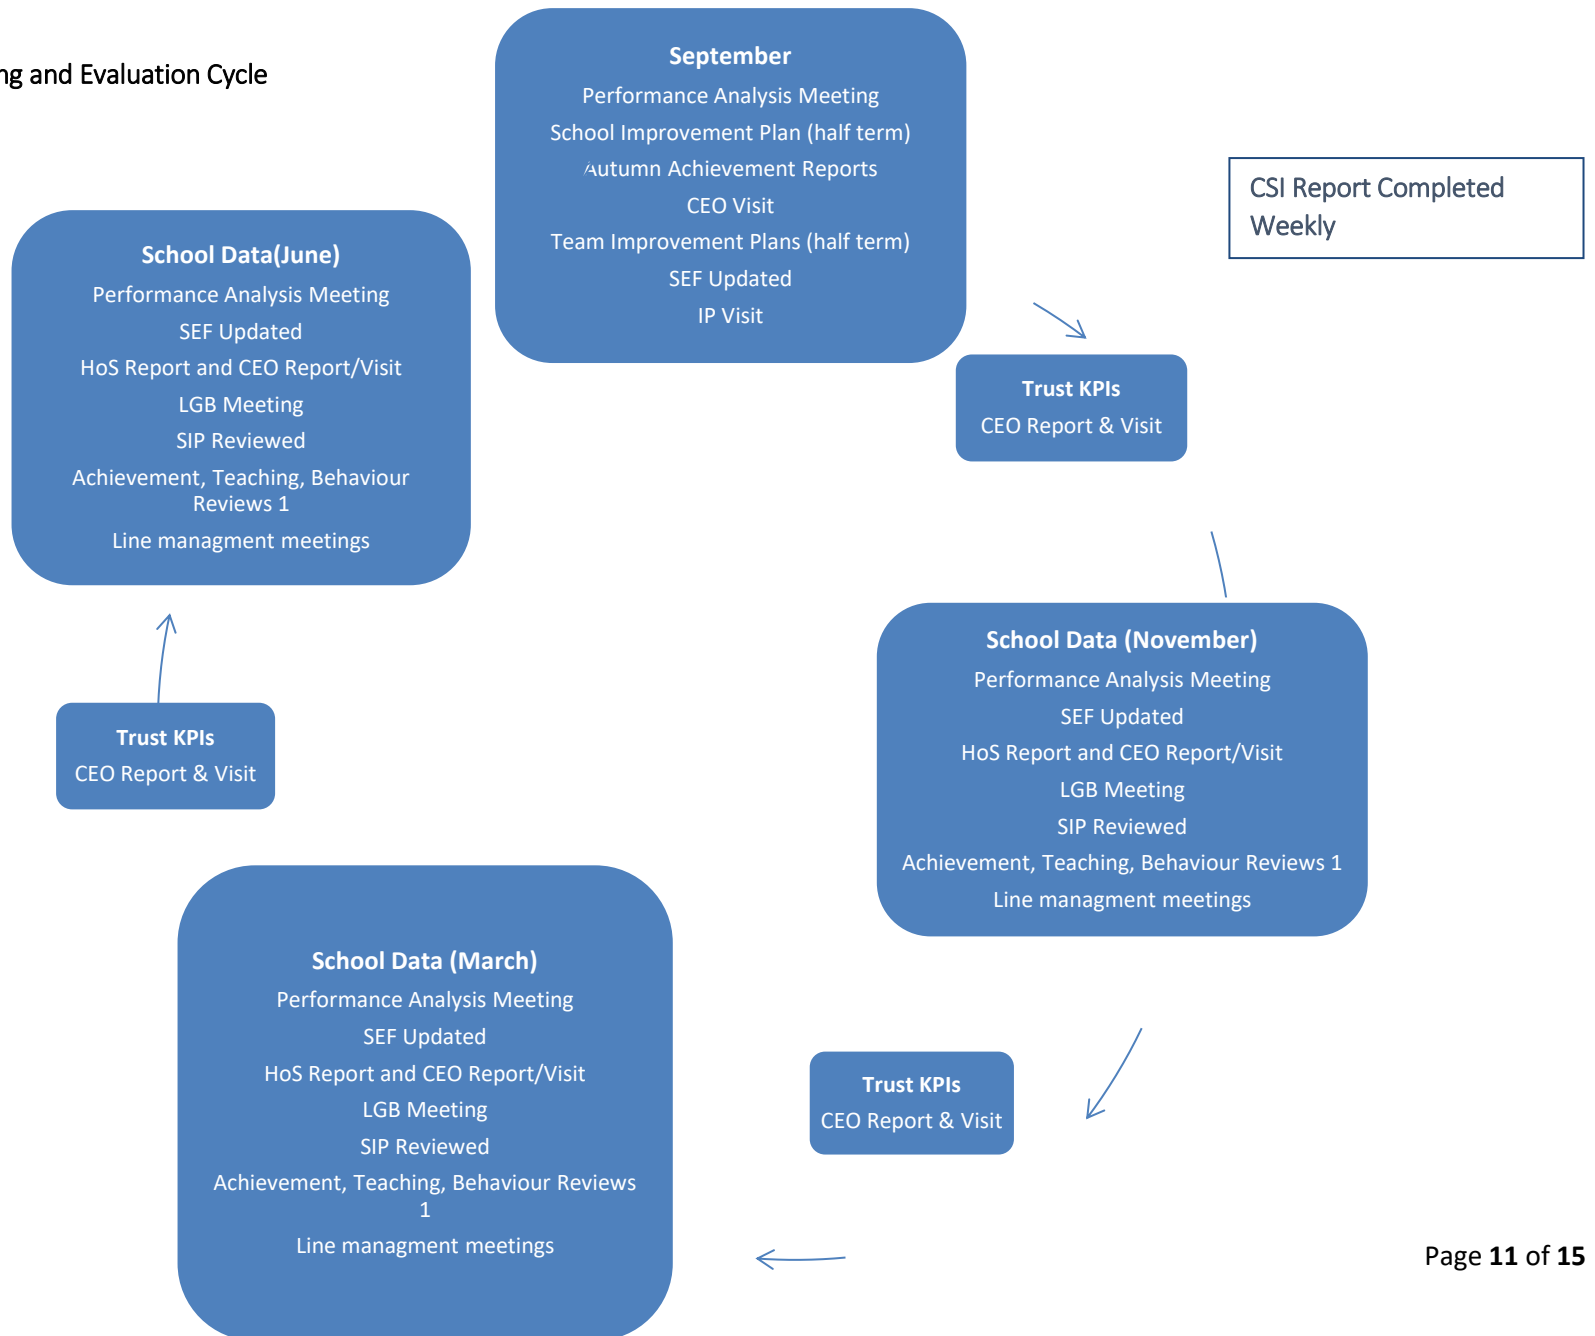 ng and Evaluation Cycle
September
Performance Analysis Meeting
School Improvement Plan (half term)
Autumn Achievement Reports
CEO Visit
Team Improvement Plans (half term)
SEF Updated
IP Visit
CSI Report Completed
Weekly
Trust KPIs
CEO Report & Visit
School Data (November)
Performance Analysis Meeting
SEF Updated
HoS Report and CEO Report/Visit
LGB Meeting
SIP Reviewed
Achievement, Teaching, Behaviour Reviews 1
Line managment meetings
Trust KPIs
CEO Report & Visit
School Data (March)
Performance Analysis Meeting
SEF Updated
HoS Report and CEO Report/Visit
LGB Meeting
SIP Reviewed
Achievement, Teaching, Behaviour Reviews
1
Line managment meetings
Trust KPIs
CEO Report & Visit
School Data(June)
Performance Analysis Meeting
SEF Updated
HoS Report and CEO Report/Visit
LGB Meeting
SIP Reviewed
Achievement, Teaching, Behaviour
Reviews 1
Line managment meetings
Page 11 of 15